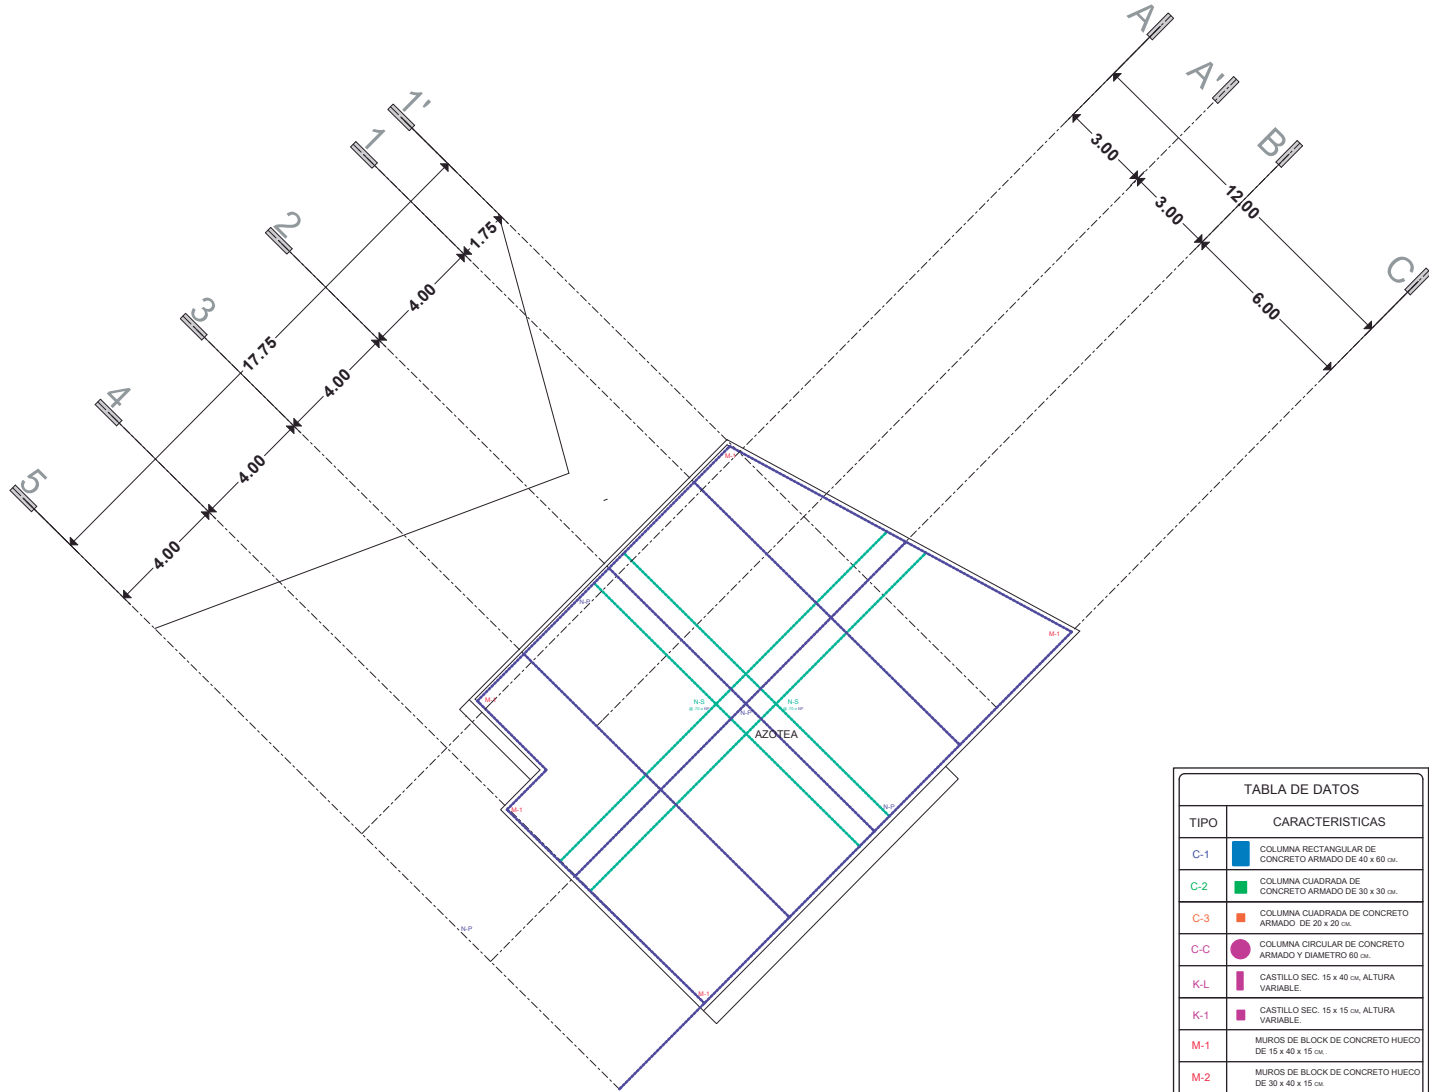 A
A'
B
C
1'
1
2
3
4
5
3.00
3.00
12.00
6.00
1.75
4.00
4.00
17.75
4.00
4.00
M-1
M-1
N-P
N-S
N-S
N-P
AZOTEA
N-P
M-1
M-1
N-P
M-1
TABLA DE DATOS
TIPO CARACTERISTICAS
C-1 COLUMNA RECTANGULAR DE
CONCRETO ARMADO DE 40 x 60 CM.
C-2 COLUMNA CUADRADA DE
CONCRETO ARMADO DE 30 x 30 CM.
C-3 COLUMNA CUADRADA DE CONCRETO
ARMADO DE 20 x 20 CM.
C-C COLUMNA CIRCULAR DE CONCRETO
ARMADO Y DIAMETRO 60 CM.
K-L CASTILLO SEC. 15 x 40 CM, ALTURA
VARIABLE.
K-1 CASTILLO SEC. 15 x 15 CM, ALTURA
VARIABLE.
M-1 MUROS DE BLOCK DE CONCRETO HUECO
DE 15 x 40 x 15 CM.
M-2 MUROS DE BLOCK DE CONCRETO HUECO
DE 30 x 40 x 15 CM.